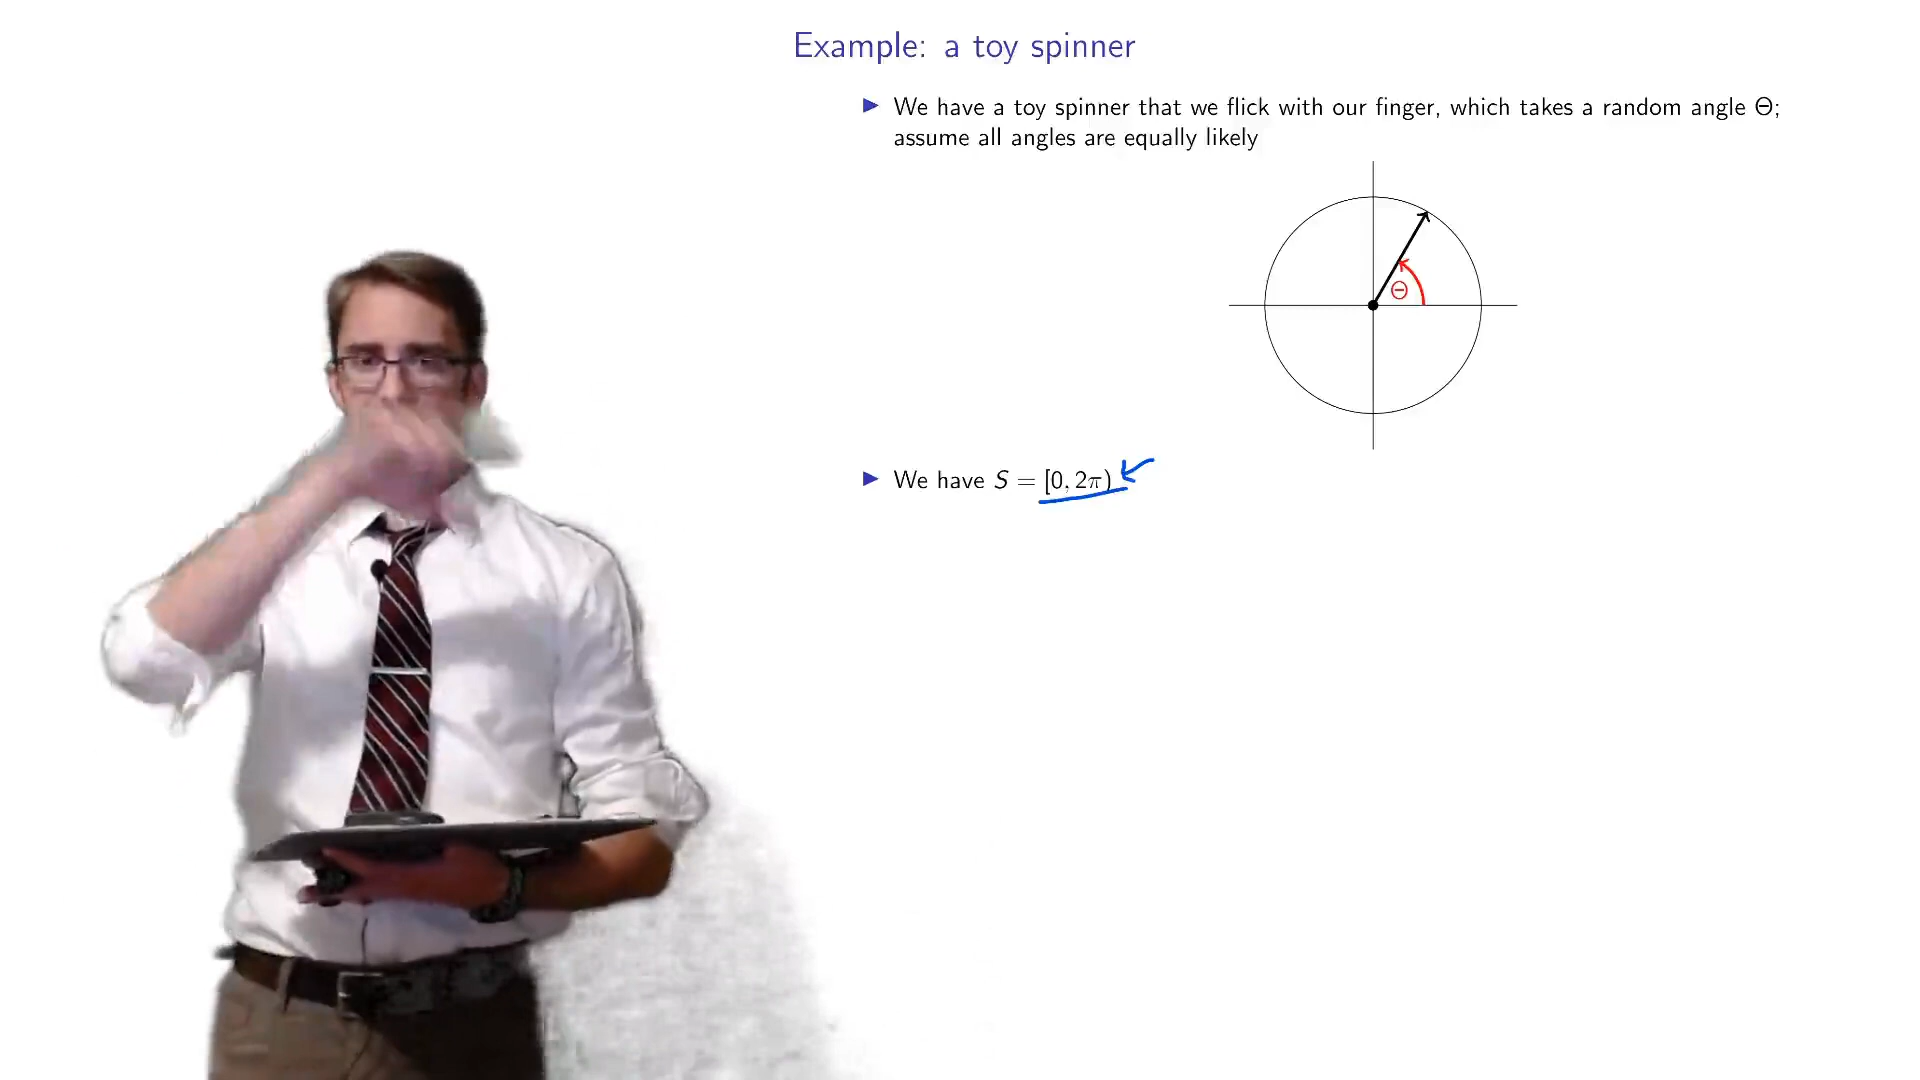 Example: a toy spinner
We have a toy spinner that we flick with our finger, which takes a random angle Θ;
assume all angles are equally likely
Θ
We have S = [0, 2π)